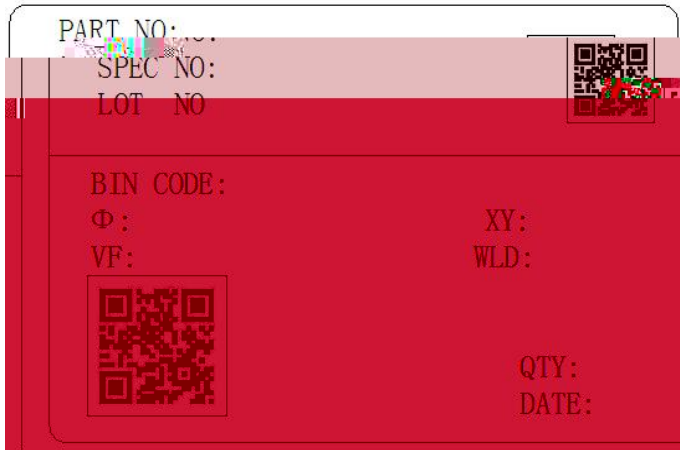 PART NO:
SPEC NO:
LOT NO
BIN CODE:
Φ: XY:
VF: WLD:
QTY:
DATE: